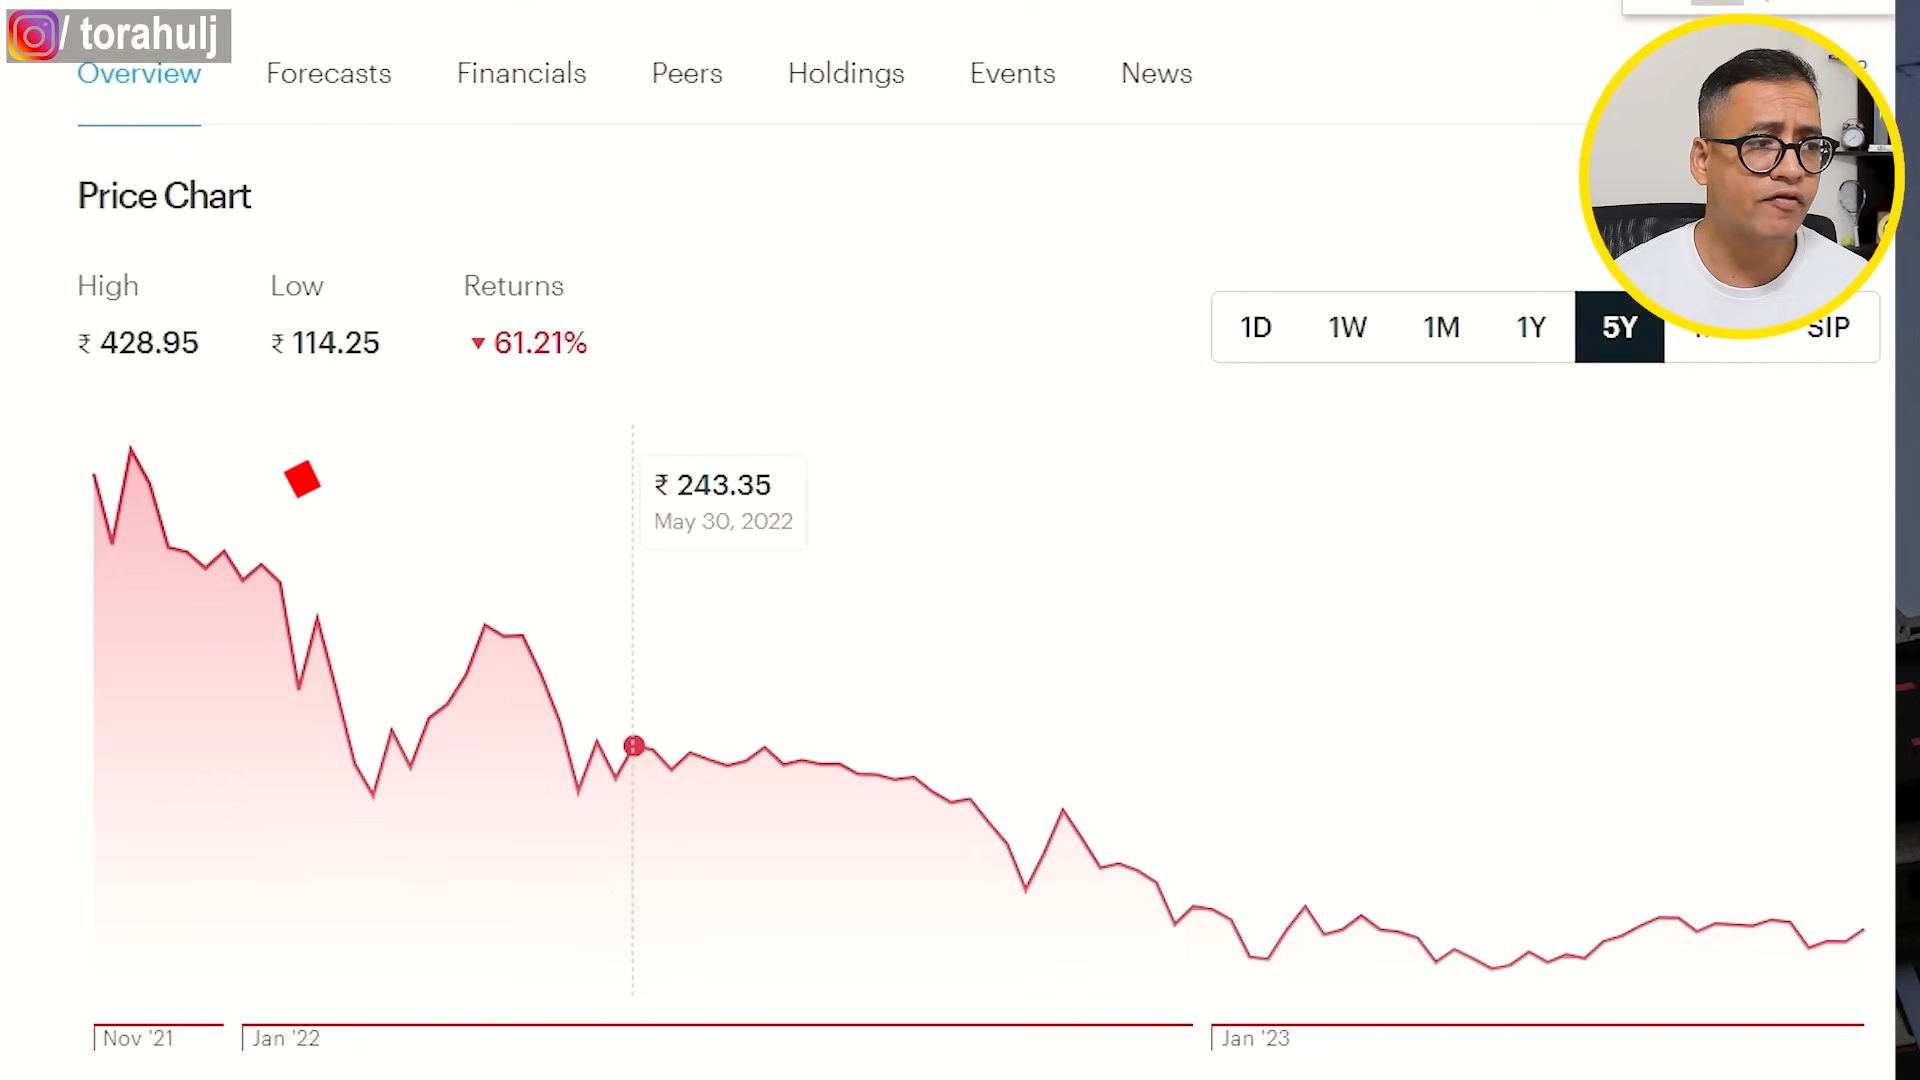 / torahulj
Overview Forecasts Financials Peers Holdings Events News
Price Chart
High Low Returns
₹ 428.95 ₹ 114.25 ▼ 61.21%
1D 1W 1M 1Y 5Y SIP
₹ 243.35
May 30, 2022
Nov '21 Jan '22 Jan '23